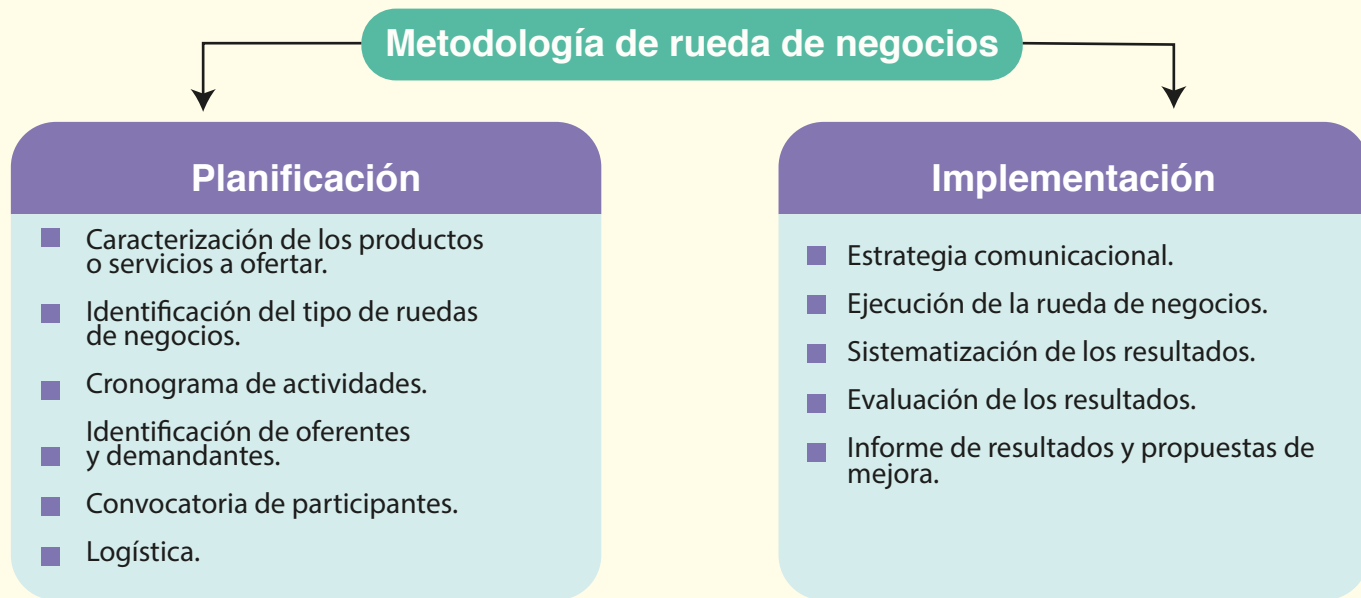 Metodología de rueda de negocios
Planificación
Caracterización de los productos
o servicios a ofertar.
Identificación del tipo de ruedas
de negocios.
Cronograma de actividades.
Identificación de oferentes
y demandantes.
Convocatoria de participantes.
Logística.
Implementación
Estrategia comunicacional.
Ejecución de la rueda de negocios.
Sistematización de los resultados.
Evaluación de los resultados.
Informe de resultados y propuestas de
mejora.